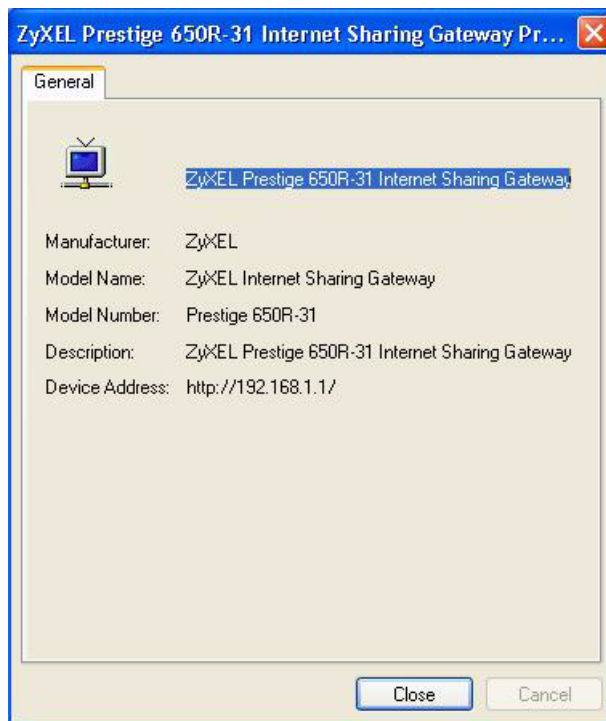 ZyXEL Prestige 650R-31 Internet Sharing Gateway Pr...
General
ZyXEL Prestige 650R-31 Internet Sharing Gateway
Manufacturer: ZyXEL
Model Name: ZyXEL Internet Sharing Gateway
Model Number: Prestige 650R-31
Description: ZyXEL Prestige 650R-31 Internet Sharing Gateway
Device Address: http://192.168.1.1/
Close Cancel